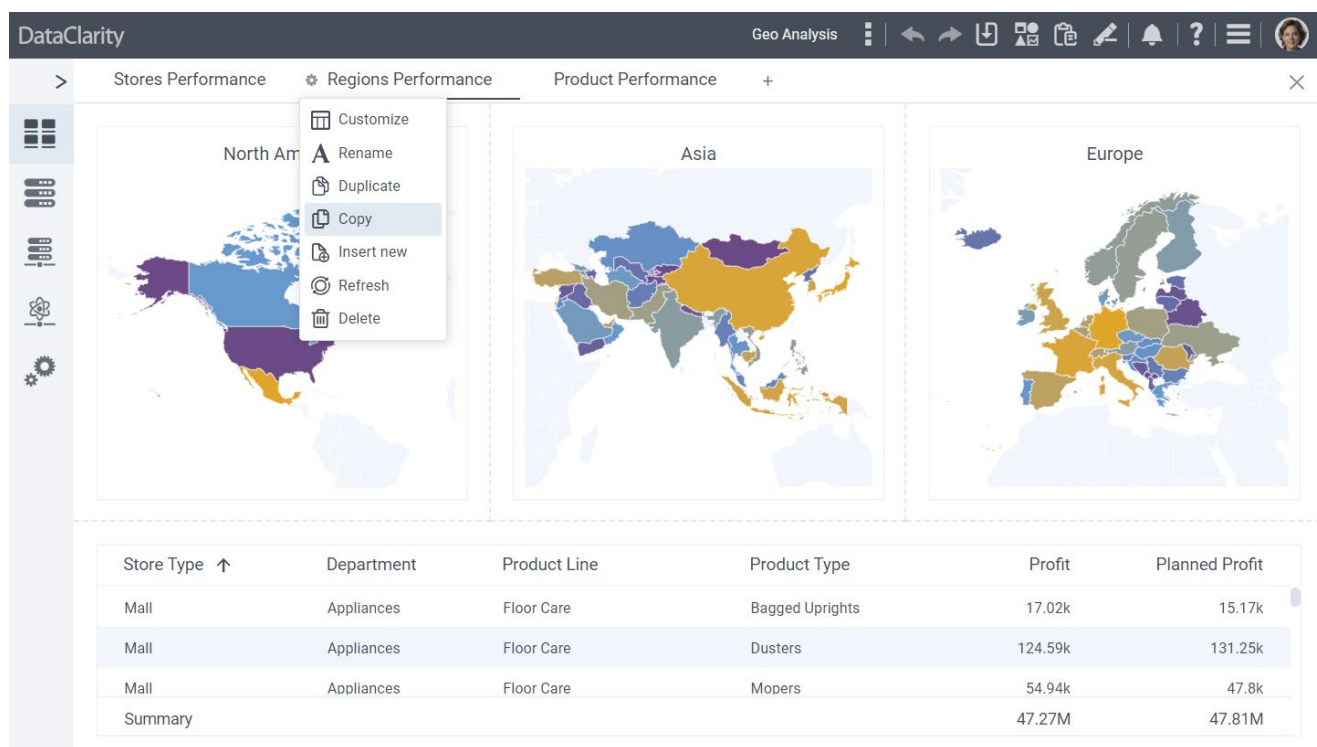 DataClarity
Geo Analysis
Stores Performance Regions Performance Product Performance +
Customize
Rename
Duplicate
Copy
Insert new
Refresh
Delete
North Am
Asia
Europe
Store Type Department Product Line Product Type Profit Planned Profit
Mall Appliances Floor Care Bagged Uprights 17.02k 15.17k
Mall Appliances Floor Care Dusters 124.59k 131.25k
Mall Appliances Floor Care Mopers 54.94k 47.8k
Summary 47.27M 47.81M